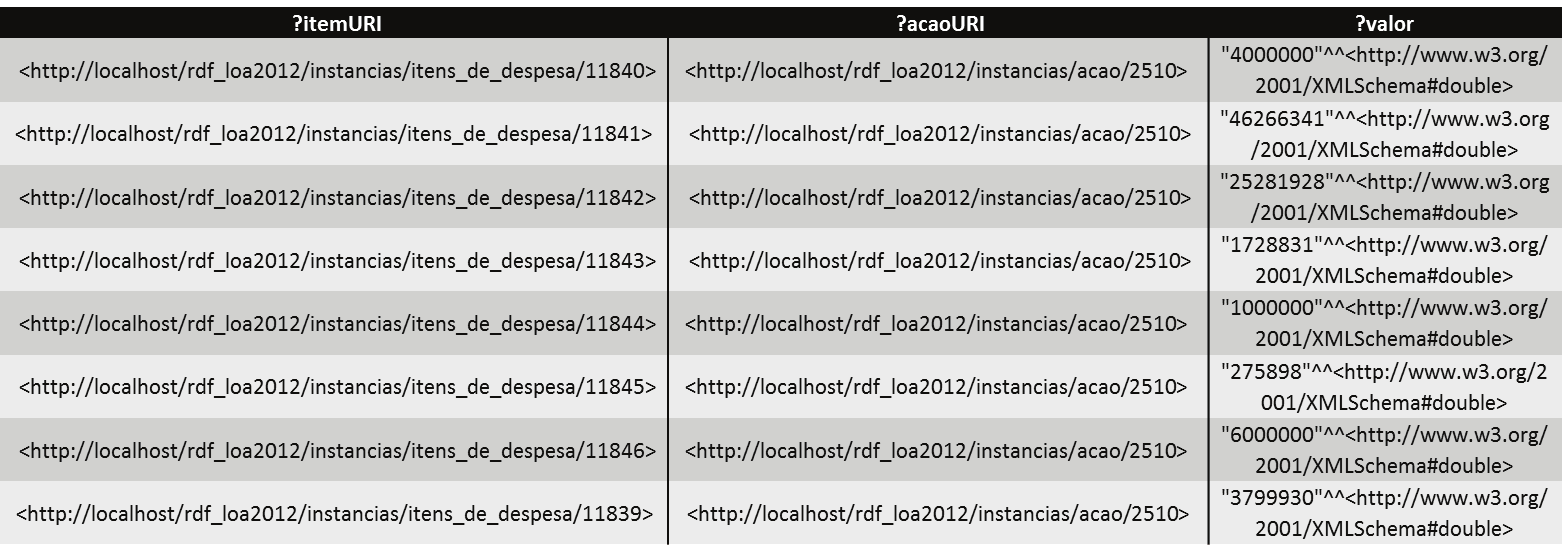 ?itemURI ?acaoURI ?valor
<http://localhost/rdf_loa2012/instancias/itens_de_despesa/11840> <http://localhost/rdf_loa2012/instancias/acao/2510> "4000000"^^<http://www.w3.org/
2001/XMLSchema#double>
<http://localhost/rdf_loa2012/instancias/itens_de_despesa/11841> <http://localhost/rdf_loa2012/instancias/acao/2510> "46266341"^^<http://www.w3.org
/2001/XMLSchema#double>
<http://localhost/rdf_loa2012/instancias/itens_de_despesa/11842> <http://localhost/rdf_loa2012/instancias/acao/2510> "25281928"^^<http://www.w3.org
/2001/XMLSchema#double>
<http://localhost/rdf_loa2012/instancias/itens_de_despesa/11843> <http://localhost/rdf_loa2012/instancias/acao/2510> "1728831"^^<http://www.w3.org/
2001/XMLSchema#double>
<http://localhost/rdf_loa2012/instancias/itens_de_despesa/11844> <http://localhost/rdf_loa2012/instancias/acao/2510> "1000000"^^<http://www.w3.org/
2001/XMLSchema#double>
<http://localhost/rdf_loa2012/instancias/itens_de_despesa/11845> <http://localhost/rdf_loa2012/instancias/acao/2510> "275898"^^<http://www.w3.org/2
001/XMLSchema#double>
<http://localhost/rdf_loa2012/instancias/itens_de_despesa/11846> <http://localhost/rdf_loa2012/instancias/acao/2510> "6000000"^^<http://www.w3.org/
2001/XMLSchema#double>
<http://localhost/rdf_loa2012/instancias/itens_de_despesa/11839> <http://localhost/rdf_loa2012/instancias/acao/2510> "3799930"^^<http://www.w3.org/
2001/XMLSchema#double>